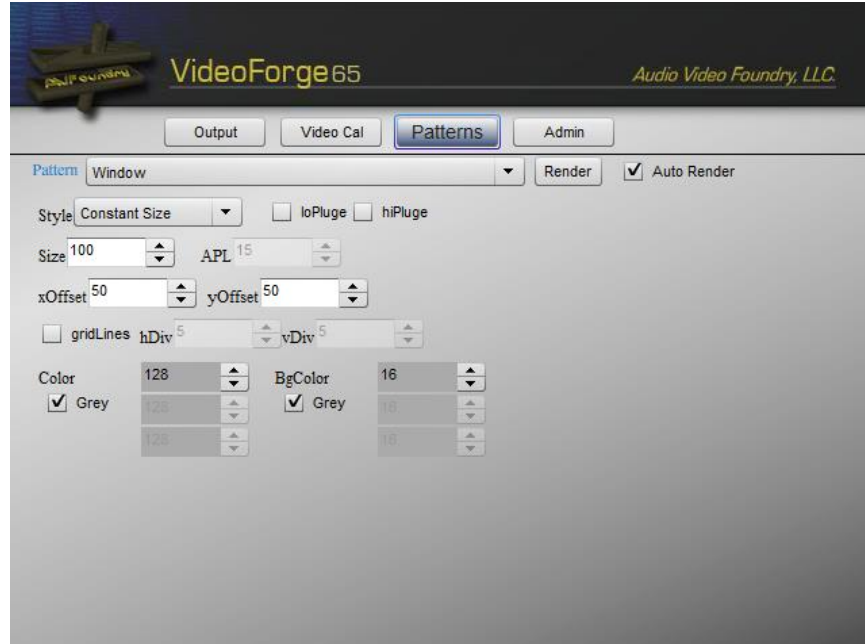 VideoForge 65
Audio Video Foundry, LLC.
Output Video Cal Patterns Admin
Pattern Window Render Auto Render
Style Constant Size loPluge hiPluge
Size 100 APL 15
xOffset 50 yOffset 50
gridLines hDiv 5 vDiv 5
Color 128 BgColor 16
Grey 128 Grey 16
128 16